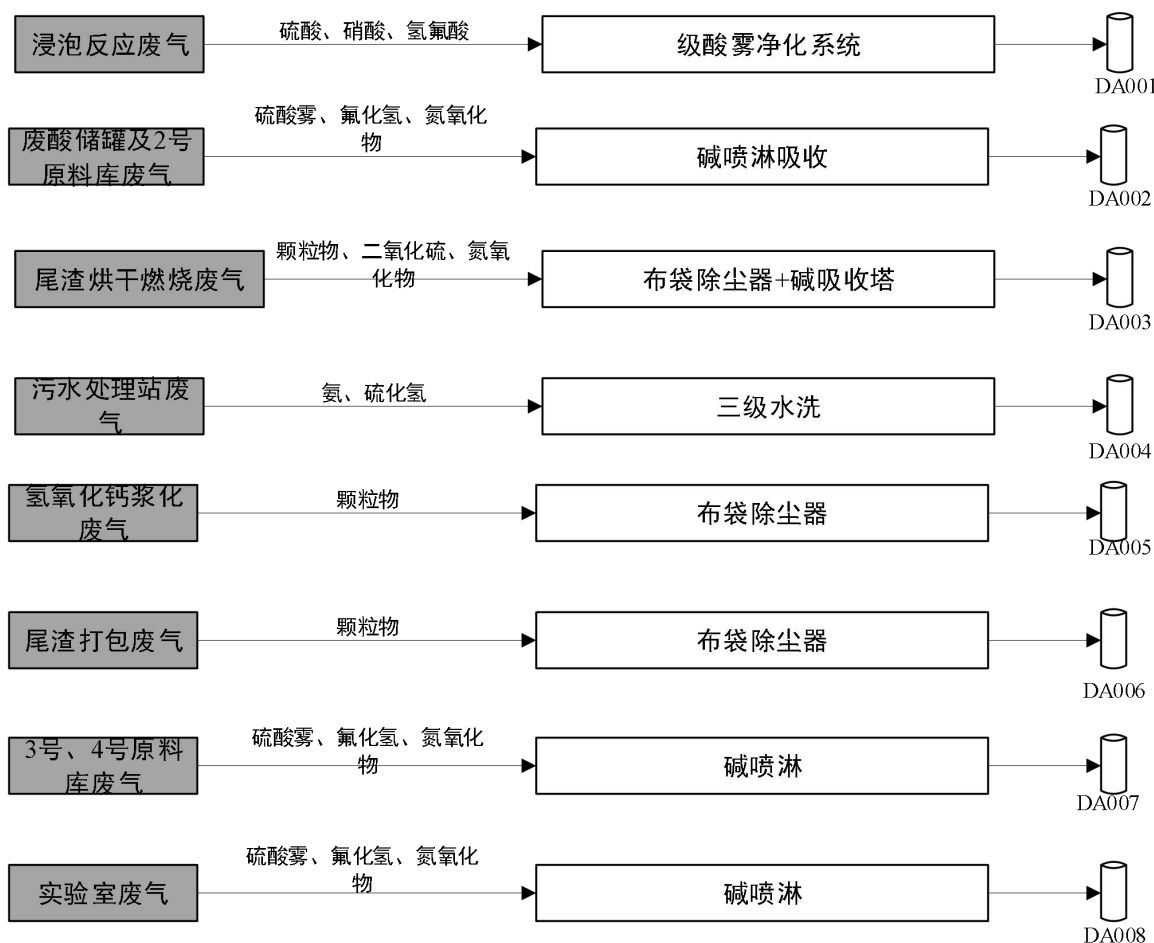 浸泡反应废气
硫酸、硝酸、氢氟酸
级酸雾净化系统
DA001
废酸储罐及2号
原料库废气
硫酸雾、氟化氢、氮氧化
物
碱喷淋吸收
DA002
尾渣烘干燃烧废气
颗粒物、二氧化硫、氮氧
化物
布袋除尘器+碱吸收塔
DA003
污水处理站废
气
氨、硫化氢
三级水洗
DA004
氢氧化钙浆化
废气
颗粒物
布袋除尘器
DA005
尾渣打包废气
颗粒物
布袋除尘器
DA006
3号、4号原料
库废气
硫酸雾、氟化氢、氮氧化
物
碱喷淋
DA007
实验室废气
硫酸雾、氟化氢、氮氧化
物
碱喷淋
DA008